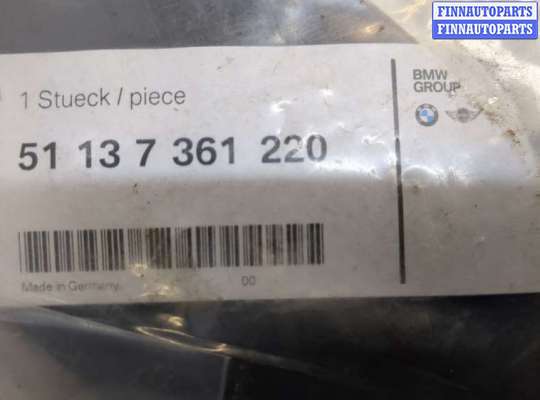 FINNAUTOPARTS
FINNAUTOPARTS
1 Stueck / piece
BMW
GROUP
51 13 7 361 220
Made in Germany.
00